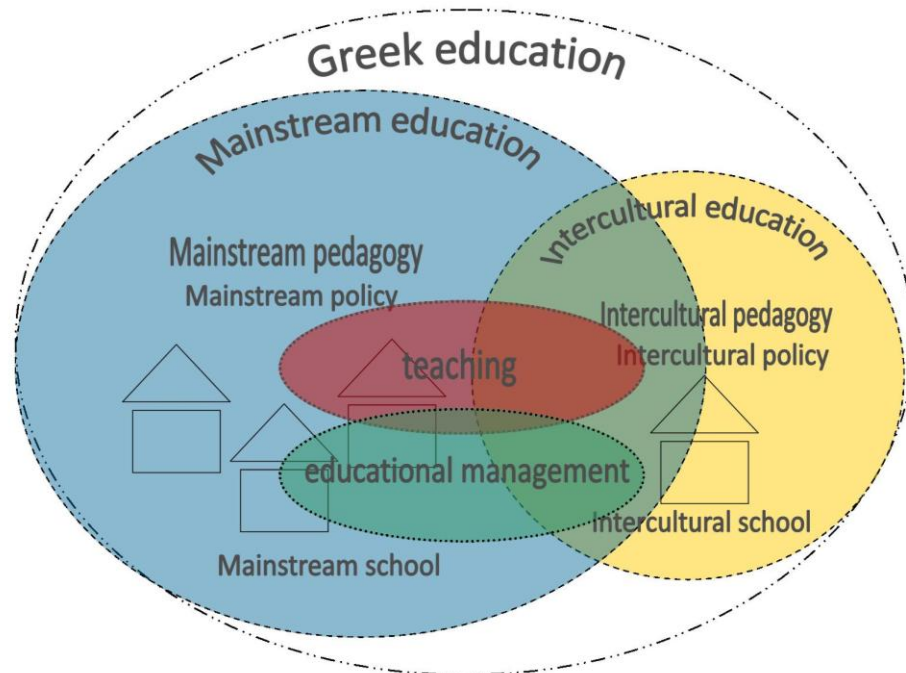 Greek education
Mainstream education
Intercultural education
Mainstream pedagogy
Mainstream policy
Intercultural pedagogy
Intercultural policy
teaching
educational management
Intercultural school
Mainstream school